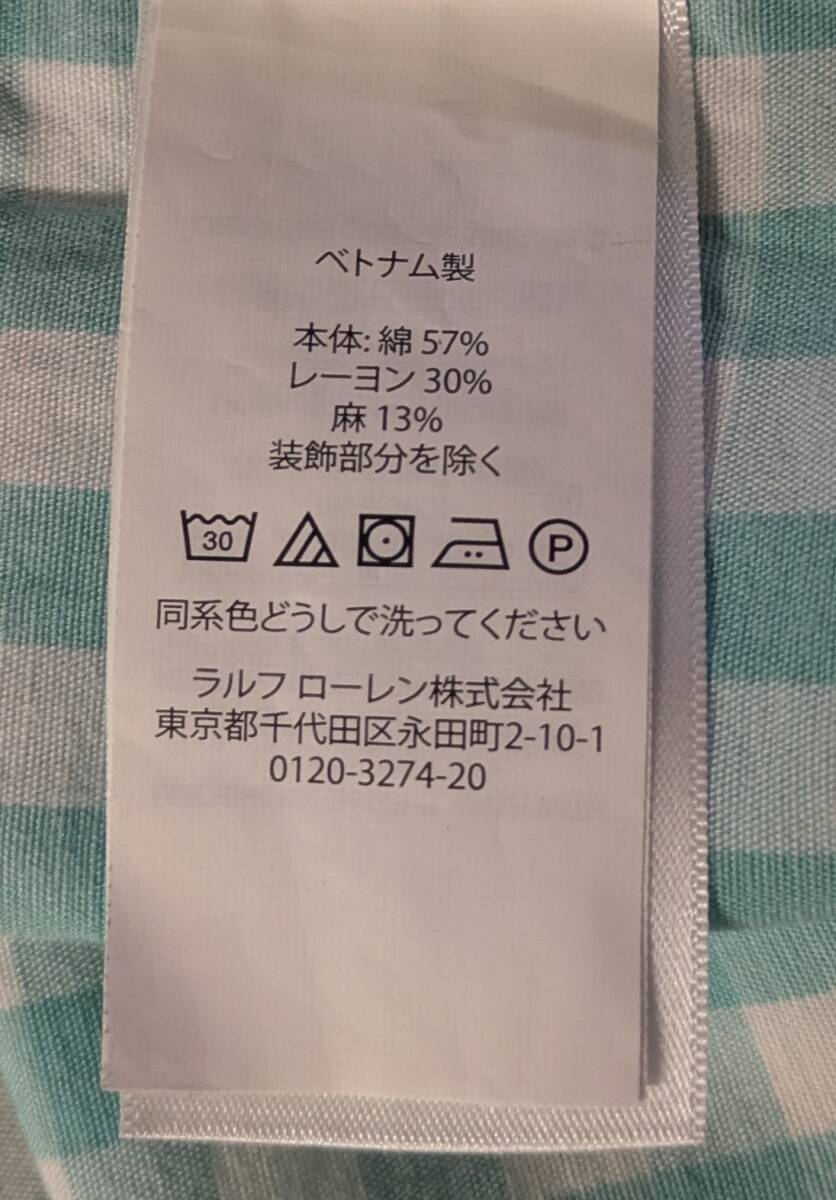 ベトナム製
本体: 綿 57%
レーヨン 30%
麻 13%
装飾部分を除く
30 P
同系色どうしで洗ってください
ラルフ ローレン株式会社
東京都千代田区永田町2-10-1
0120-3274-20